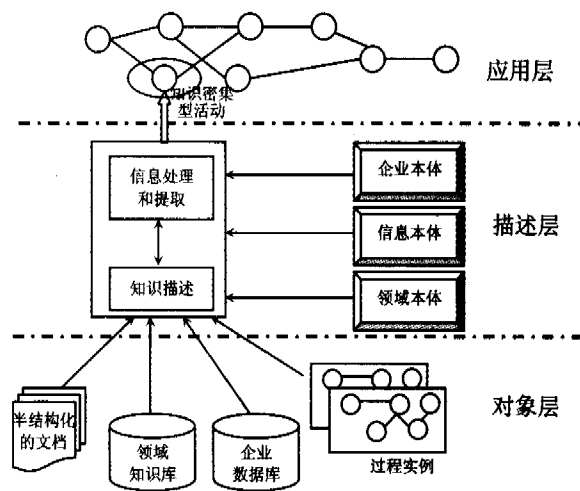 应用层
知识密集
型活动
信息处理
和提取
知识描述
企业本体
信息本体
领域本体
描述层
半结构化
的文档
领域
知识库
企业
数据库
过程实例
对象层